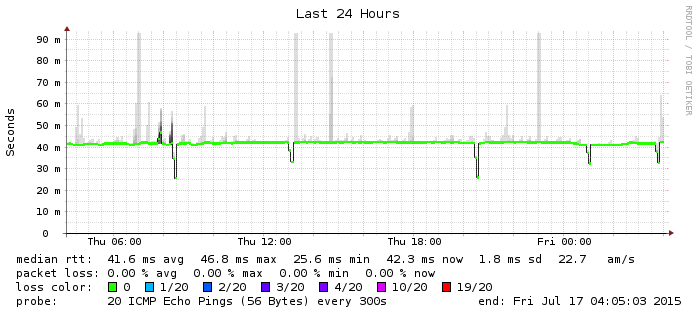 Last 24 Hours
RRDTOOL / TOBI OETIKER
Seconds
90 m
80 m
70 m
60 m
50 m
40 m
30 m
20 m
10 m
0
Thu 06:00 Thu 12:00 Thu 18:00 Fri 00:00
median rtt: 41.6 ms avg 46.8 ms max 25.6 ms min 42.3 ms now 1.8 ms sd 22.7 am/s
packet loss: 0.00 % avg 0.00 % max 0.00 % min 0.00 % now
loss color: 0 1/20 2/20 3/20 4/20 10/20 19/20
probe: 20 ICMP Echo Pings (56 Bytes) every 300s end: Fri Jul 17 04:05:03 2015